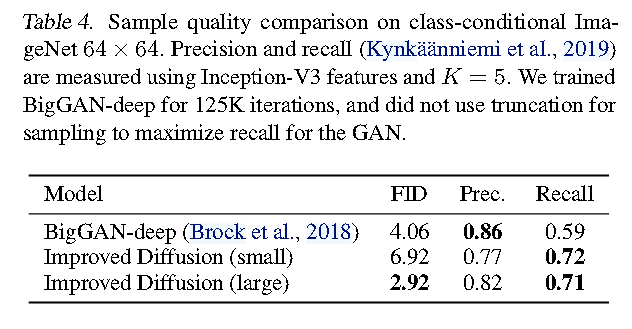 Table 4. Sample quality comparison on class-conditional Ima-
geNet 64 × 64. Precision and recall (Kynkäänniemi et al., 2019)
are measured using Inception-V3 features and K = 5. We trained
BigGAN-deep for 125K iterations, and did not use truncation for
sampling to maximize recall for the GAN.
Model FID Prec. Recall
BigGAN-deep (Brock et al., 2018) 4.06 0.86 0.59
Improved Diffusion (small) 6.92 0.77 0.72
Improved Diffusion (large) 2.92 0.82 0.71